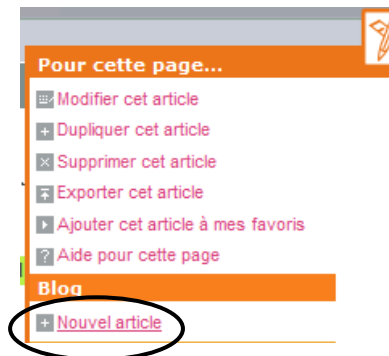 Pour cette page...
Modifier cet article
Dupliquer cet article
Supprimer cet article
Exporter cet article
Ajouter cet article à mes favoris
Aide pour cette page
Blog
Nouvel article